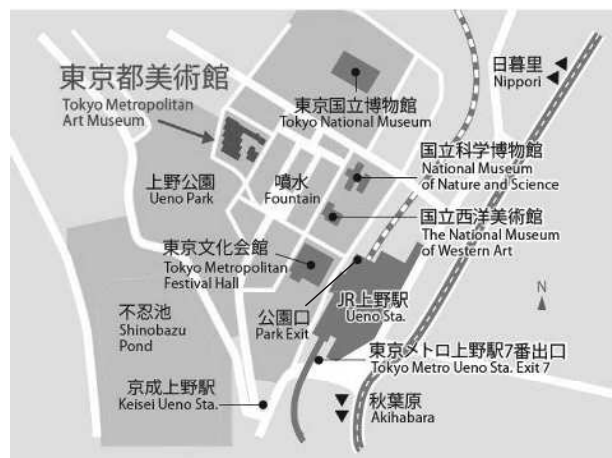 東京都美術館
Tokyo Metropolitan
Art Museum
日暮里
Nippori
東京国立博物館
Tokyo National Museum
国立科学博物館
National Museum
of Nature and Science
上野公園
Ueno Park
噴水
Fountain
国立西洋美術館
The National Museum
of Western Art
東京文化会館
Tokyo Metropolitan
Festival Hall
N
JR上野駅
Ueno Sta.
公園口
Park Exit
不忍池
Shinobazu
Pond
東京メトロ上野駅7番出口
Tokyo Metro Ueno Sta. Exit 7
京成上野駅
Keisei Ueno Sta.
秋葉原
Akihabara